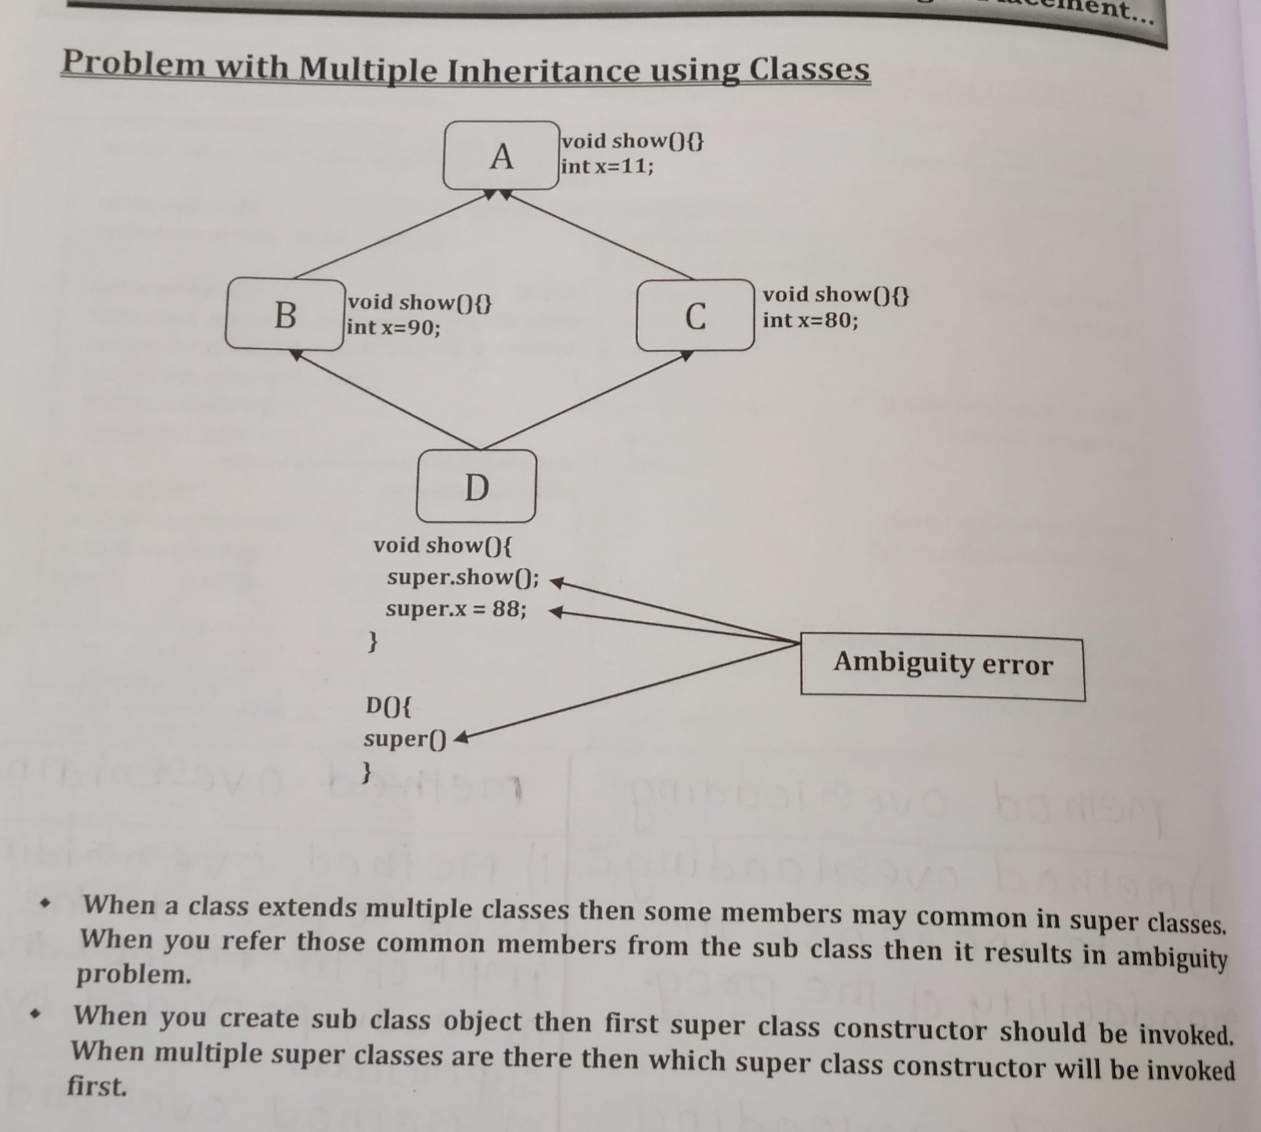 Problem with Multiple Inheritance using Classes
A
void show(){}
int x=11;
B
void show(){}
int x=90;
C
void show(){}
int x=80;
D
void show(){
super.show();
super.x = 88;
}
Ambiguity error
D(){
super()
}
• When a class extends multiple classes then some members may common in super classes.
When you refer those common members from the sub class then it results in ambiguity
problem.
• When you create sub class object then first super class constructor should be invoked.
When multiple super classes are there then which super class constructor will be invoked
first.